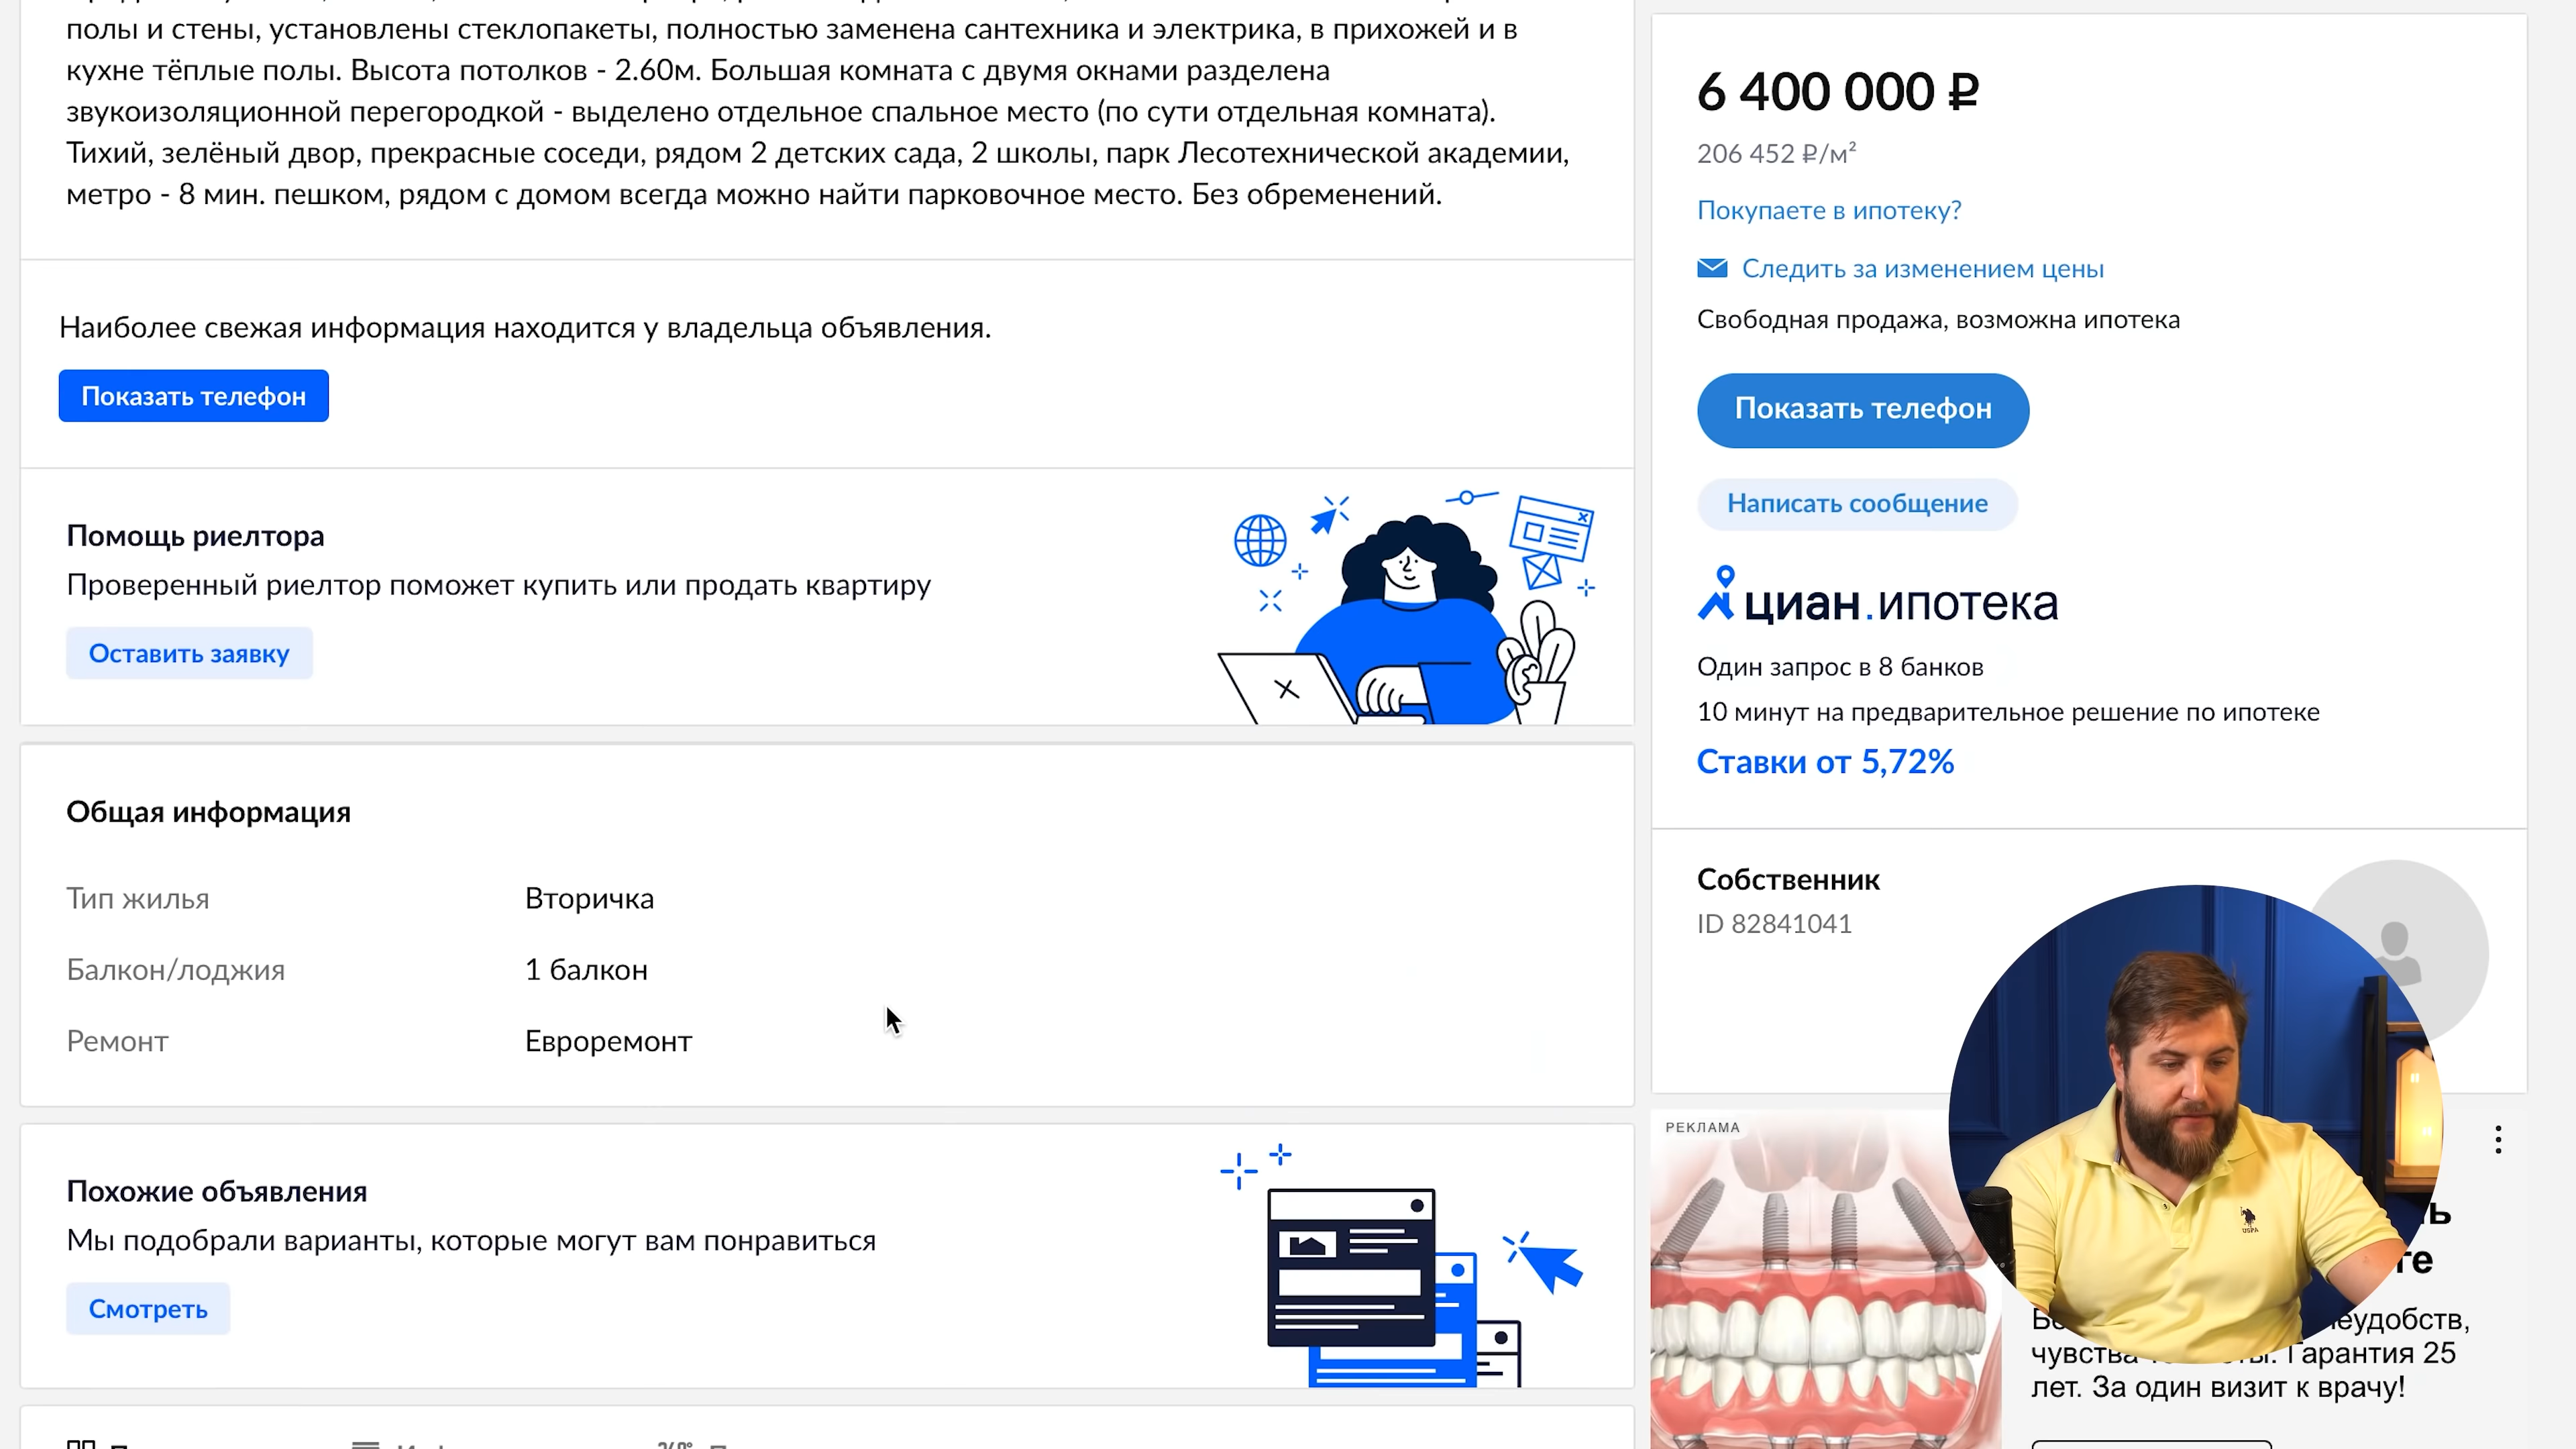 полы и стены, установлены стеклопакеты, полностью заменена сантехника и электрика, в прихожей и в
кухне тёплые полы. Высота потолков - 2.60м. Большая комната с двумя окнами разделена
звукоизоляционной перегородкой - выделено отдельное спальное место (по сути отдельная комната).
Тихий, зелёный двор, прекрасные соседи, рядом 2 детских сада, 2 школы, парк Лесотехнической академии,
метро - 8 мин. пешком, рядом с домом всегда можно найти парковочное место. Без обременений.
Наиболее свежая информация находится у владельца объявления.
Показать телефон
Помощь риелтора
Проверенный риелтор поможет купить или продать квартиру
Оставить заявку
Общая информация
Тип жилья Вторичка
Балкон/лоджия 1 балкон
Ремонт Евроремонт
Похожие объявления
Мы подобрали варианты, которые могут вам понравиться
Смотреть
6 400 000 ₽
206 452 ₽/м²
Покупаете в ипотеку?
Следить за изменением цены
Свободная продажа, возможна ипотека
Показать телефон
Написать сообщение
циан.ипотека
Один запрос в 8 банков
10 минут на предварительное решение по ипотеке
Ставки от 5,72%
Собственник
ID 82841041
РЕКЛАМА
Гарантия 25
лет. За один визит к врачу!
USPA